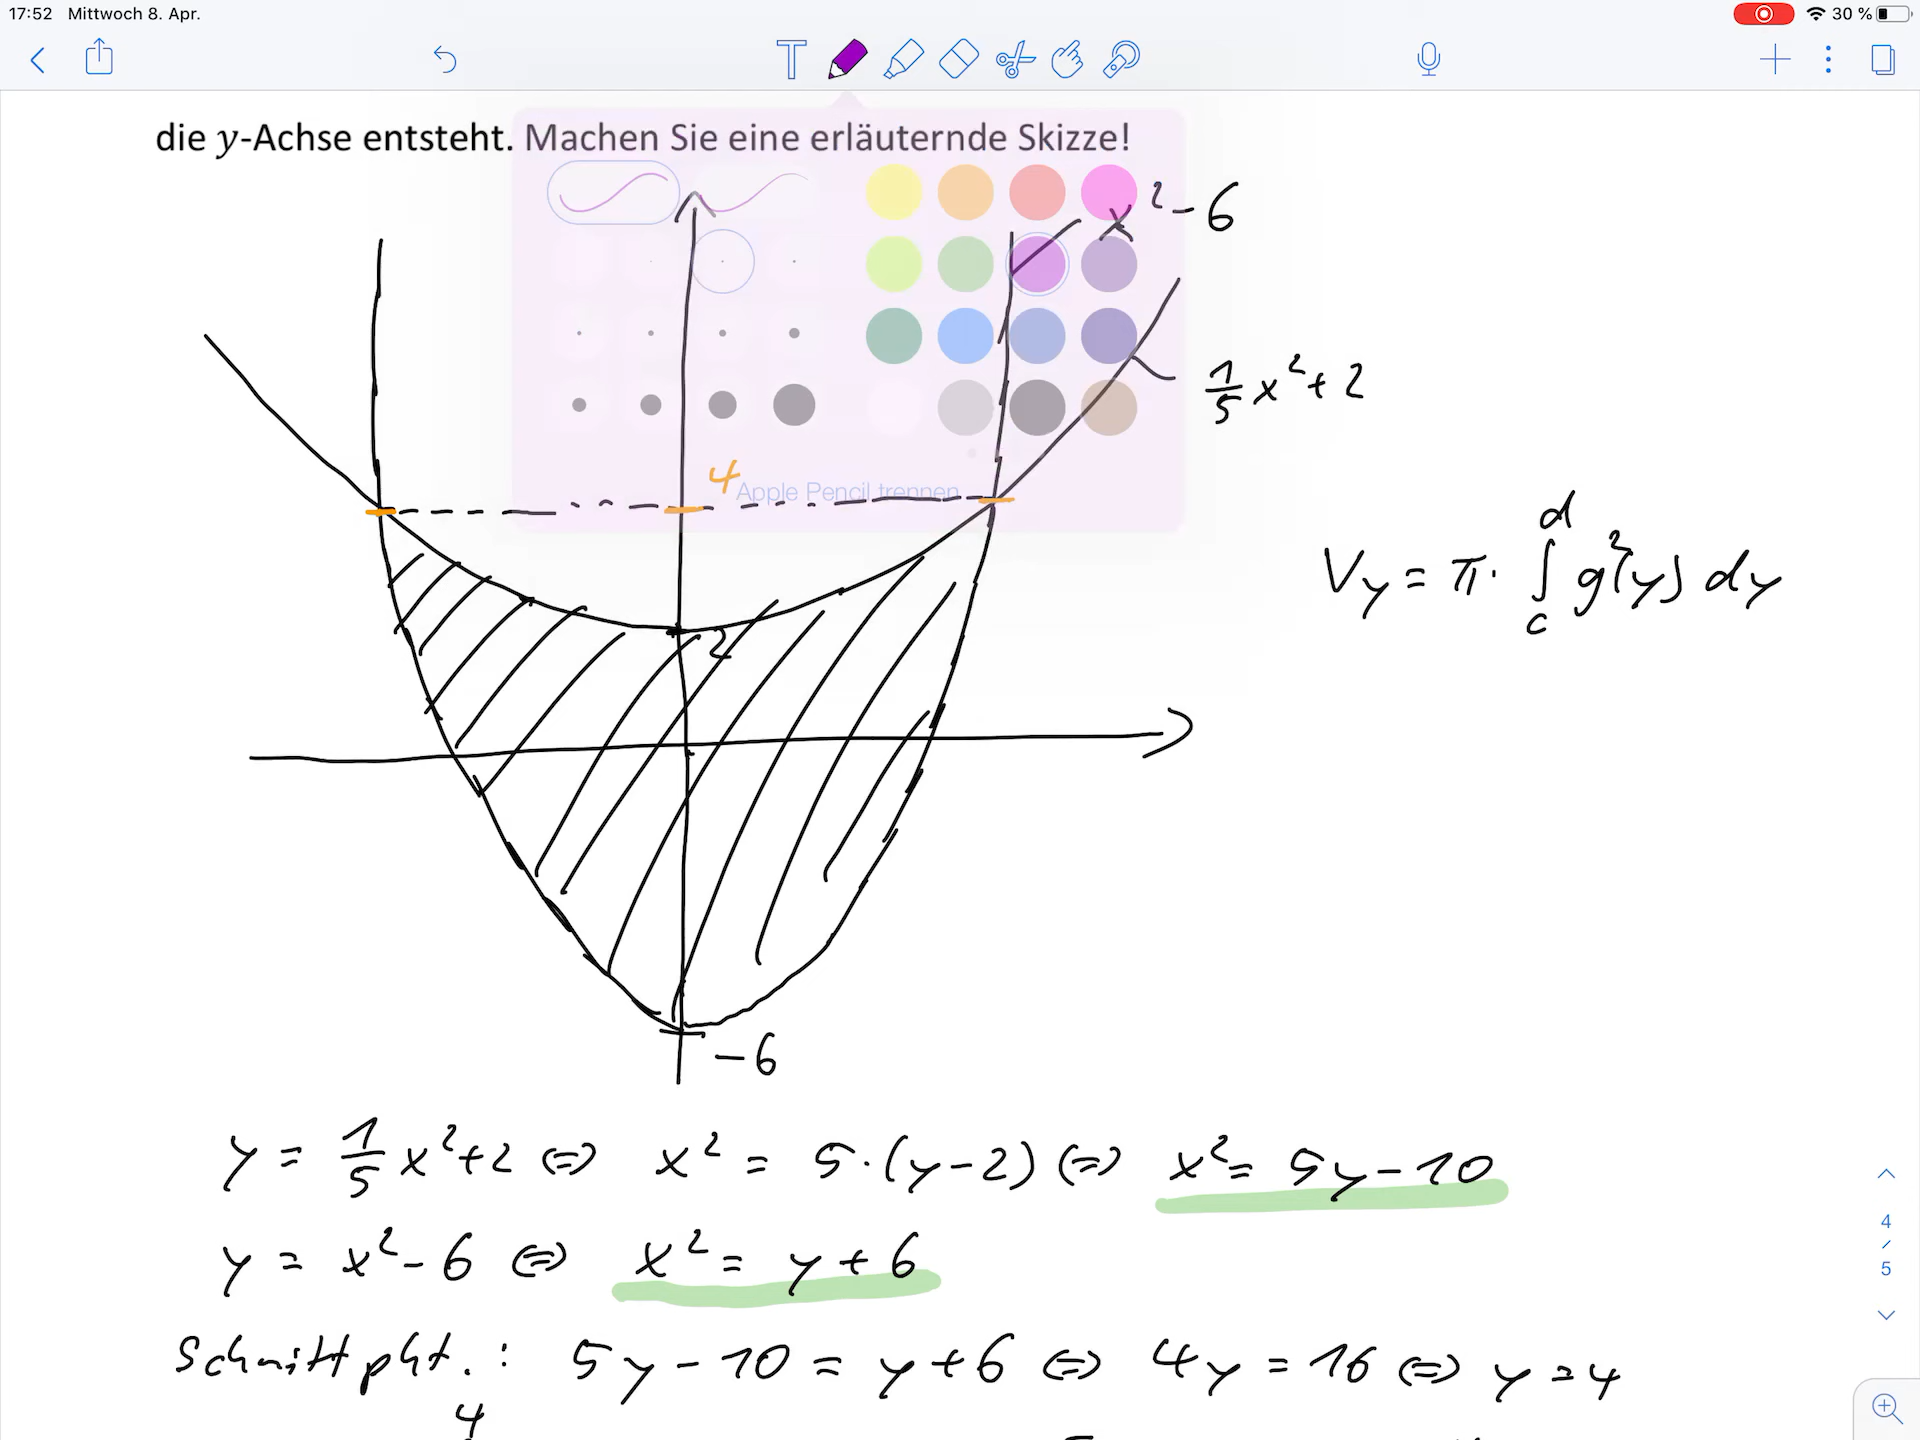 17:52 Mittwoch 8. Apr.
30 %
die y-Achse entsteht. Machen Sie eine erläuternde Skizze!
x² - 6
1/5 x² + 2
4
Apple Pencil trennen
V_y = π · ∫_c^d g²(y) dy
2
-6
y = 1/5 x² + 2 ⇔ x² = 5·(y-2) ⇔ x² = 5y - 10
y = x² - 6 ⇔ x² = y + 6
4
/
5
Schnittpkt.: 5y - 10 = y + 6 ⇔ 4y = 16 ⇔ y = 4
4